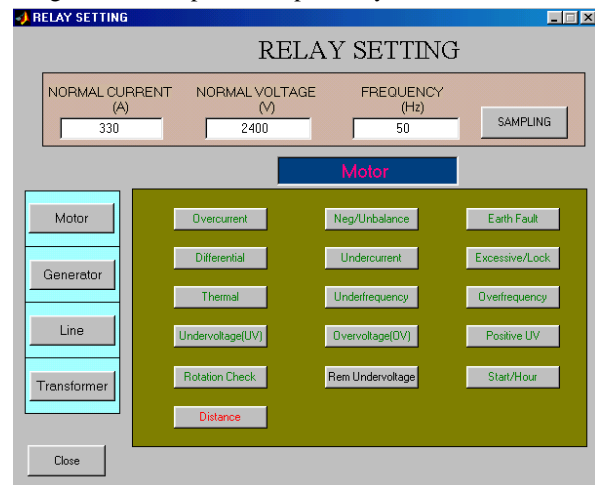 RELAY SETTING
RELAY SETTING
NORMAL CURRENT (A)
NORMAL VOLTAGE (V)
FREQUENCY (Hz)
330
2400
50
SAMPLING
Motor
Motor
Generator
Line
Transformer
Overcurrent
Neg/Unbalance
Earth Fault
Differential
Undercurrent
Excessive/Lock
Thermal
Underfrequency
Overfrequency
Undervoltage(UV)
Overvoltage(OV)
Positive UV
Rotation Check
Rem Undervoltage
Start/Hour
Distance
Close